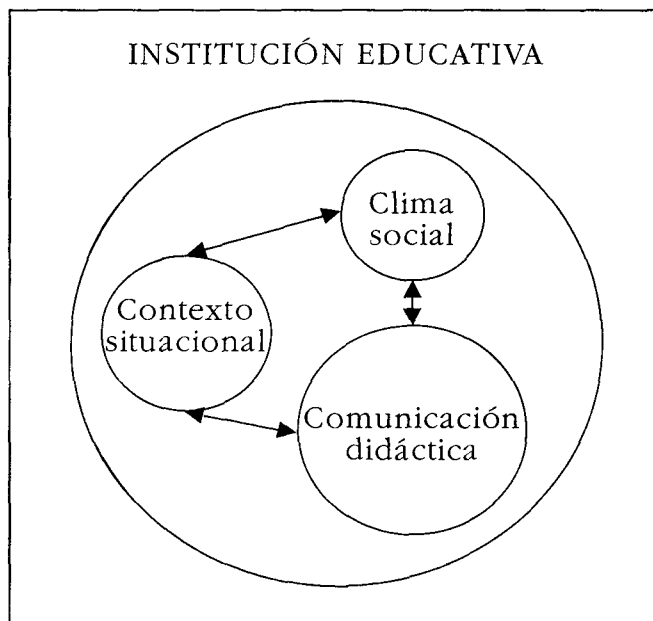 INSTITUCIÓN EDUCATIVA
Clima
social
Contexto
situacional
Comunicación
didáctica